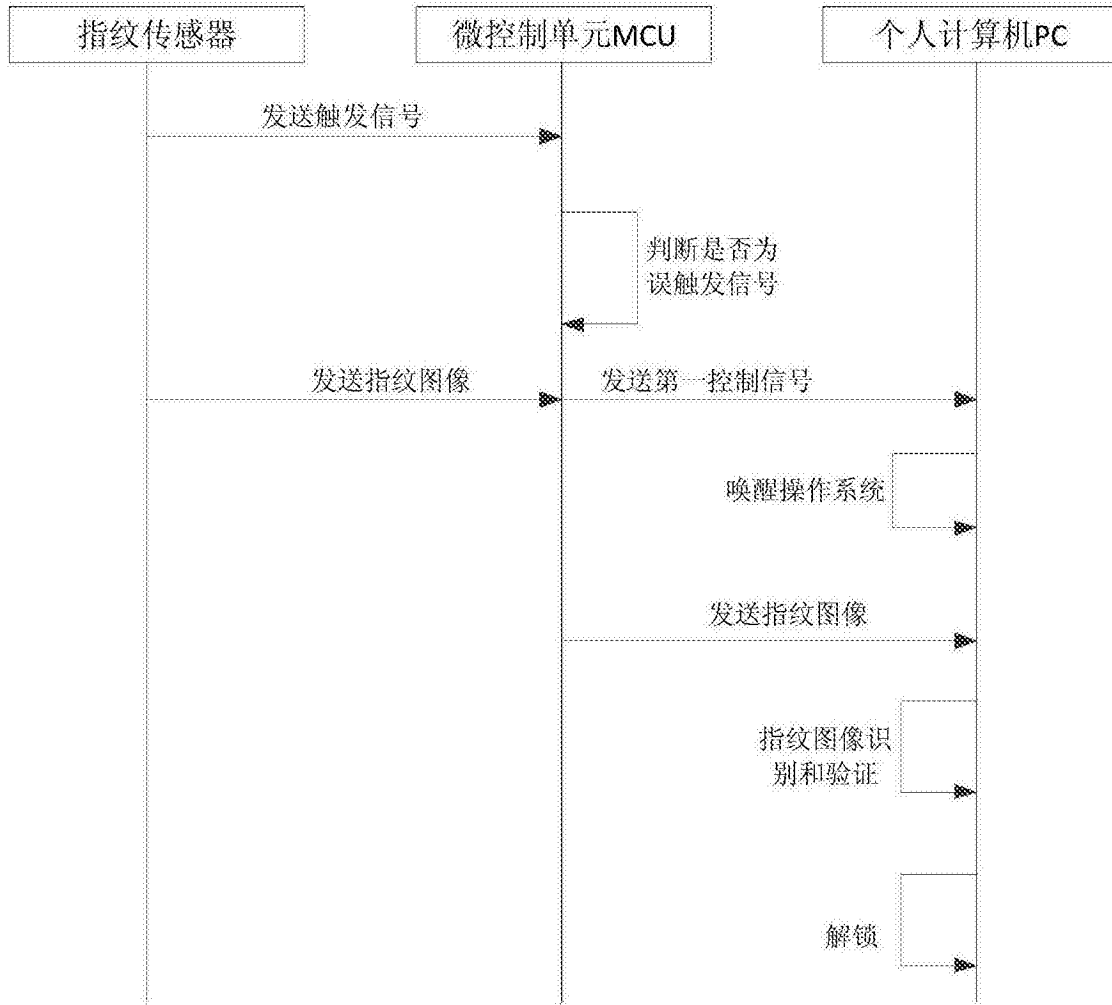 指纹传感器
微控制单元MCU
个人计算机PC
发送触发信号
判断是否为
误触发信号
发送指纹图像
发送第一控制信号
唤醒操作系统
发送指纹图像
指纹图像识
别和验证
解锁